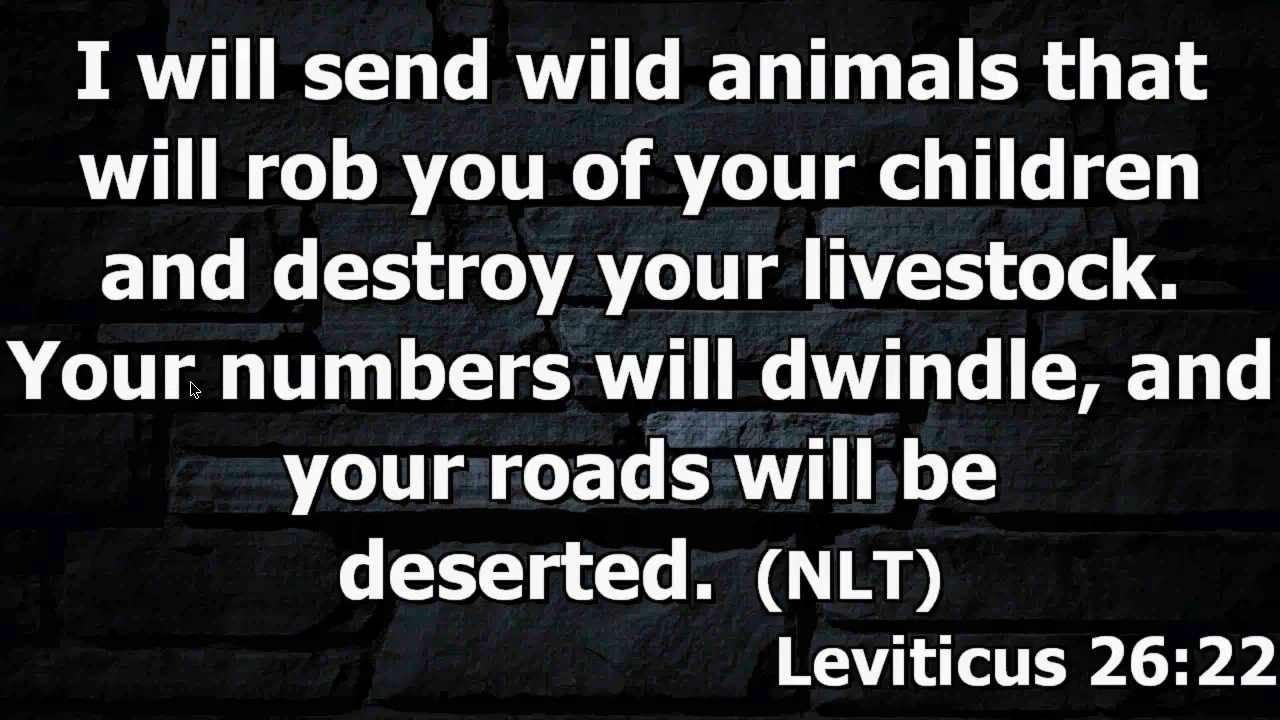 I will send wild animals that
will rob you of your children
and destroy your livestock.
Your numbers will dwindle, and
your roads will be
deserted. (NLT)
Leviticus 26:22